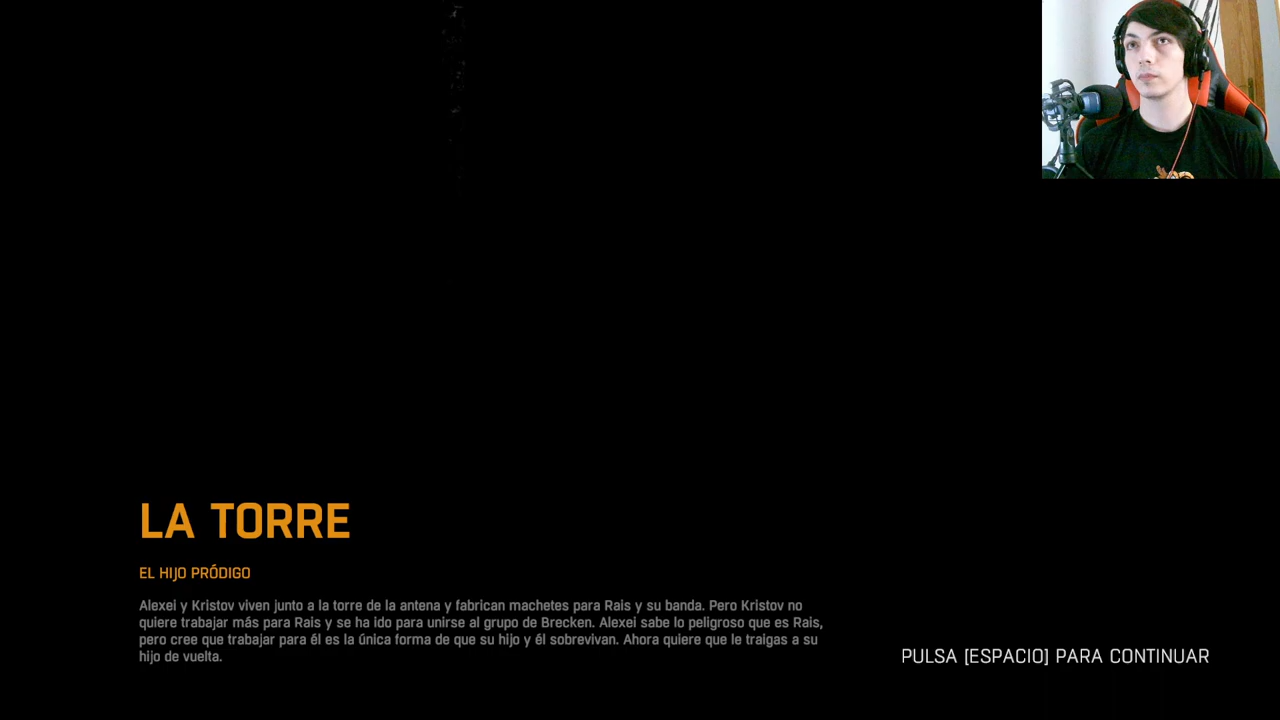 LA TORRE
EL HIJO PRÓDIGO
Alexei y Kristov viven junto a la torre de la antena y fabrican machetes para Rais y su banda. Pero Kristov no
quiere trabajar más para Rais y se ha ido para unirse al grupo de Brecken. Alexei sabe lo peligroso que es Rais,
pero cree que trabajar para él es la única forma de que su hijo y él sobrevivan. Ahora quiere que le traigas a su
hijo de vuelta.
PULSA [ESPACIO] PARA CONTINUAR